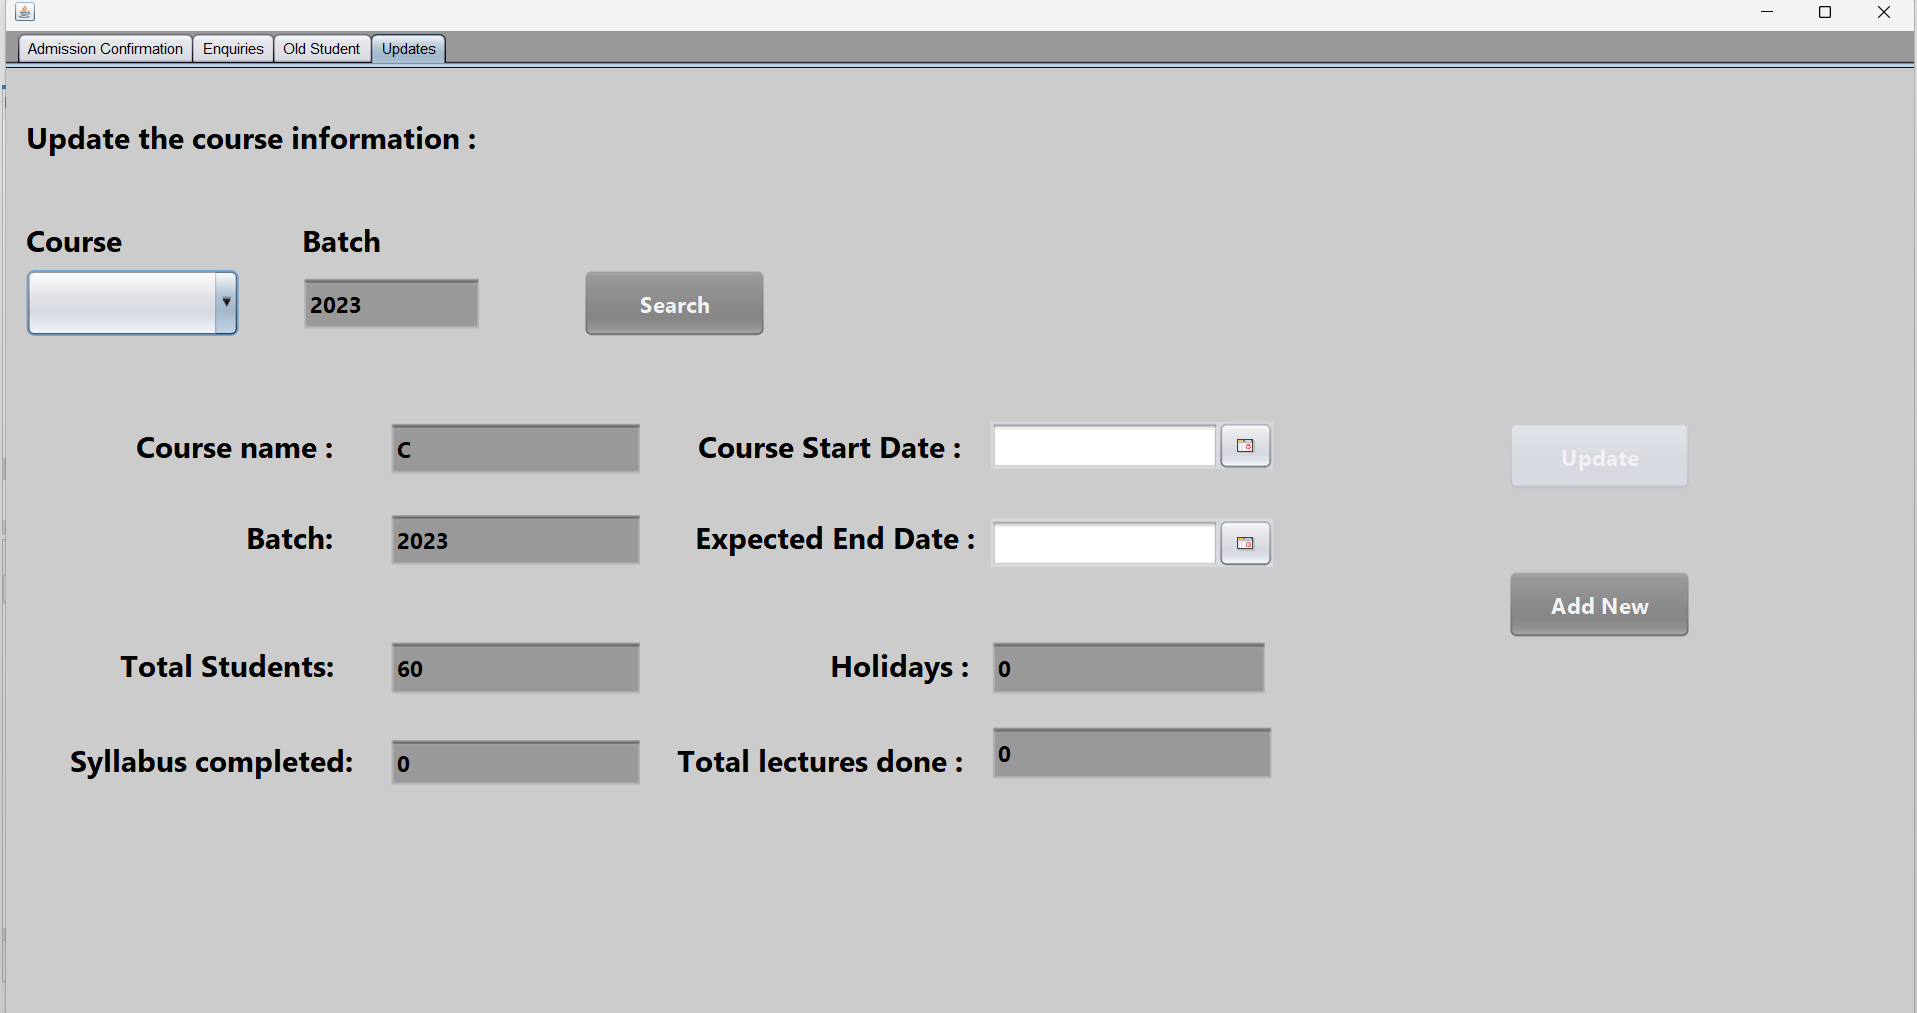 Admission Confirmation Enquiries Old Student Updates
Update the course information :
Course Batch
2023 Search
Course name : C Course Start Date : Update
Batch: 2023 Expected End Date :
Add New
Total Students: 60 Holidays : 0
Syllabus completed: 0 Total lectures done : 0